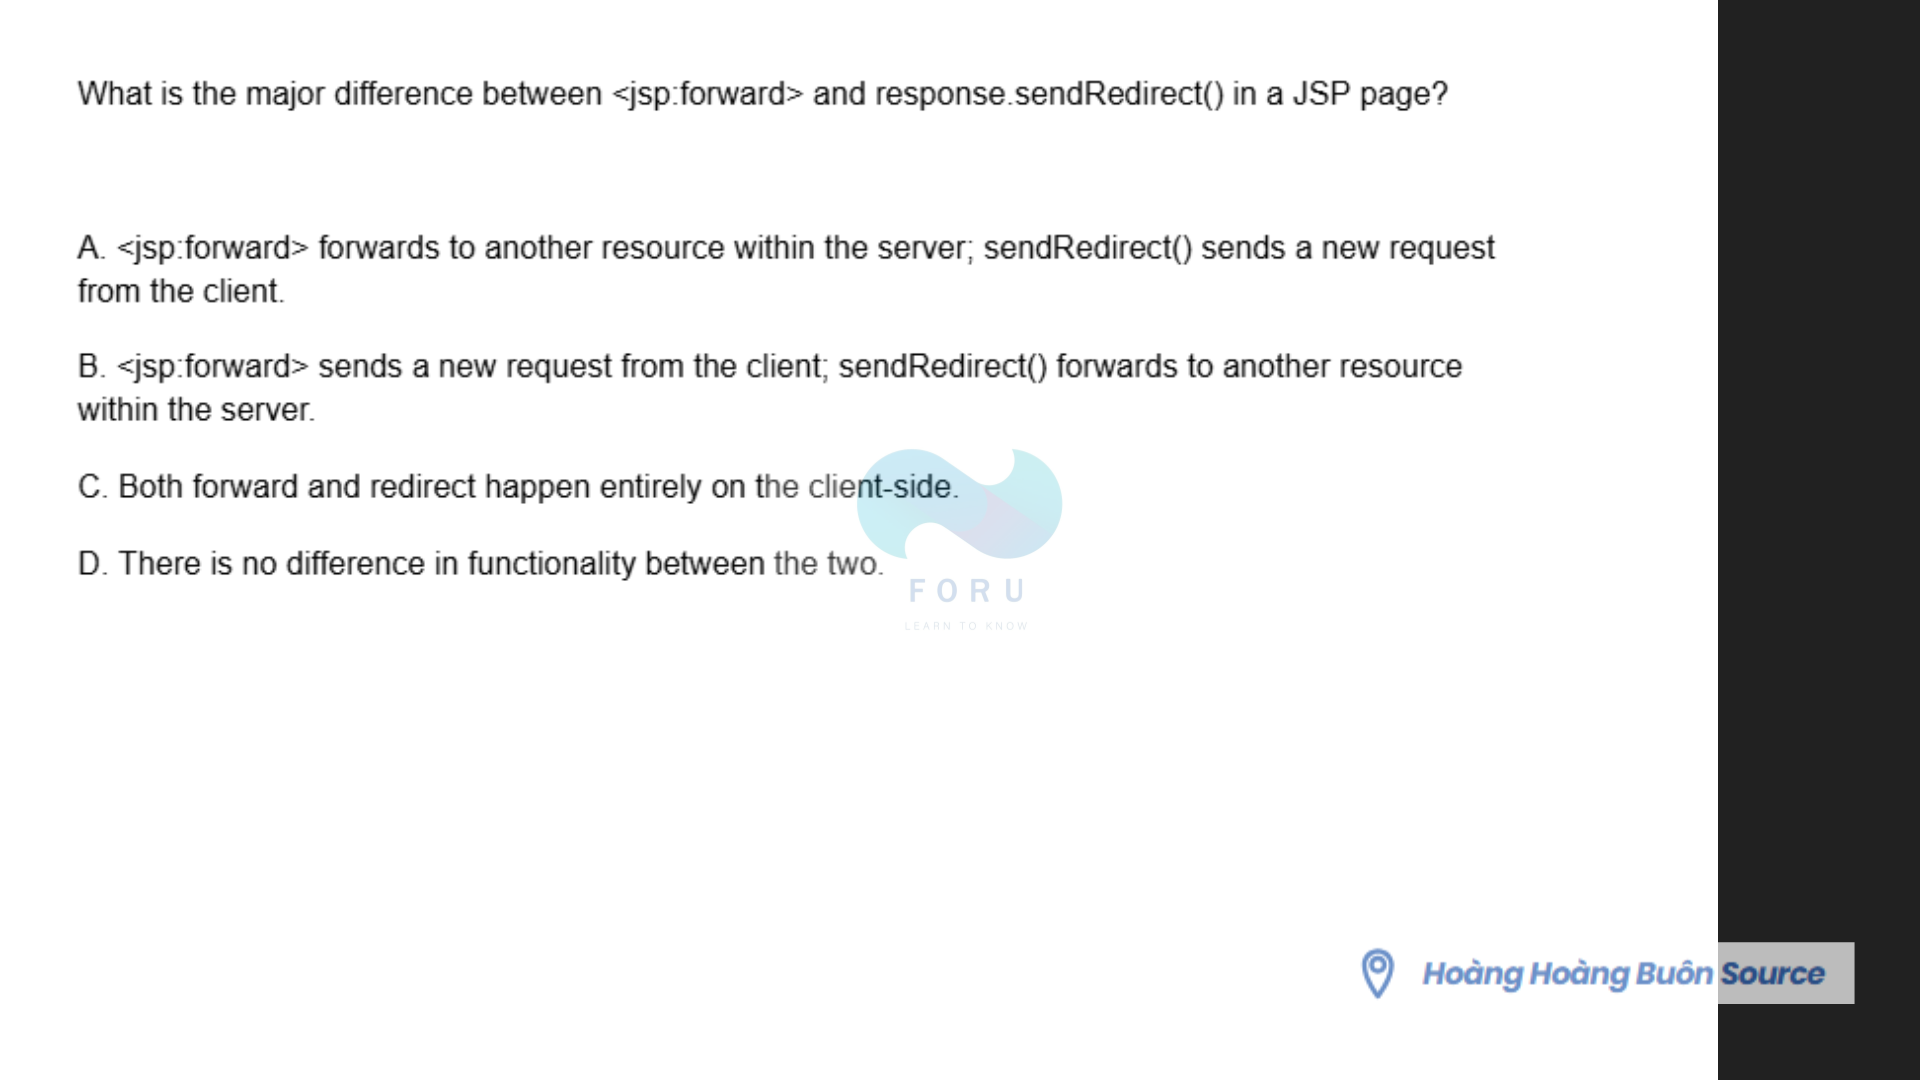 What is the major difference between <jsp:forward> and response.sendRedirect() in a JSP page?
A. <jsp:forward> forwards to another resource within the server; sendRedirect() sends a new request
from the client.
B. <jsp:forward> sends a new request from the client; sendRedirect() forwards to another resource
within the server.
C. Both forward and redirect happen entirely on the client-side.
D. There is no difference in functionality between the two.
FORU
LEARN TO KNOW
Hoàng Hoàng Buôn Source